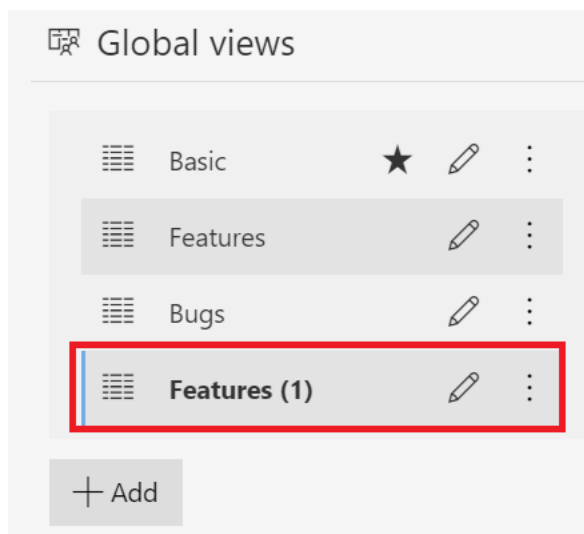 Global views
Basic
Features
Bugs
Features (1)
Add